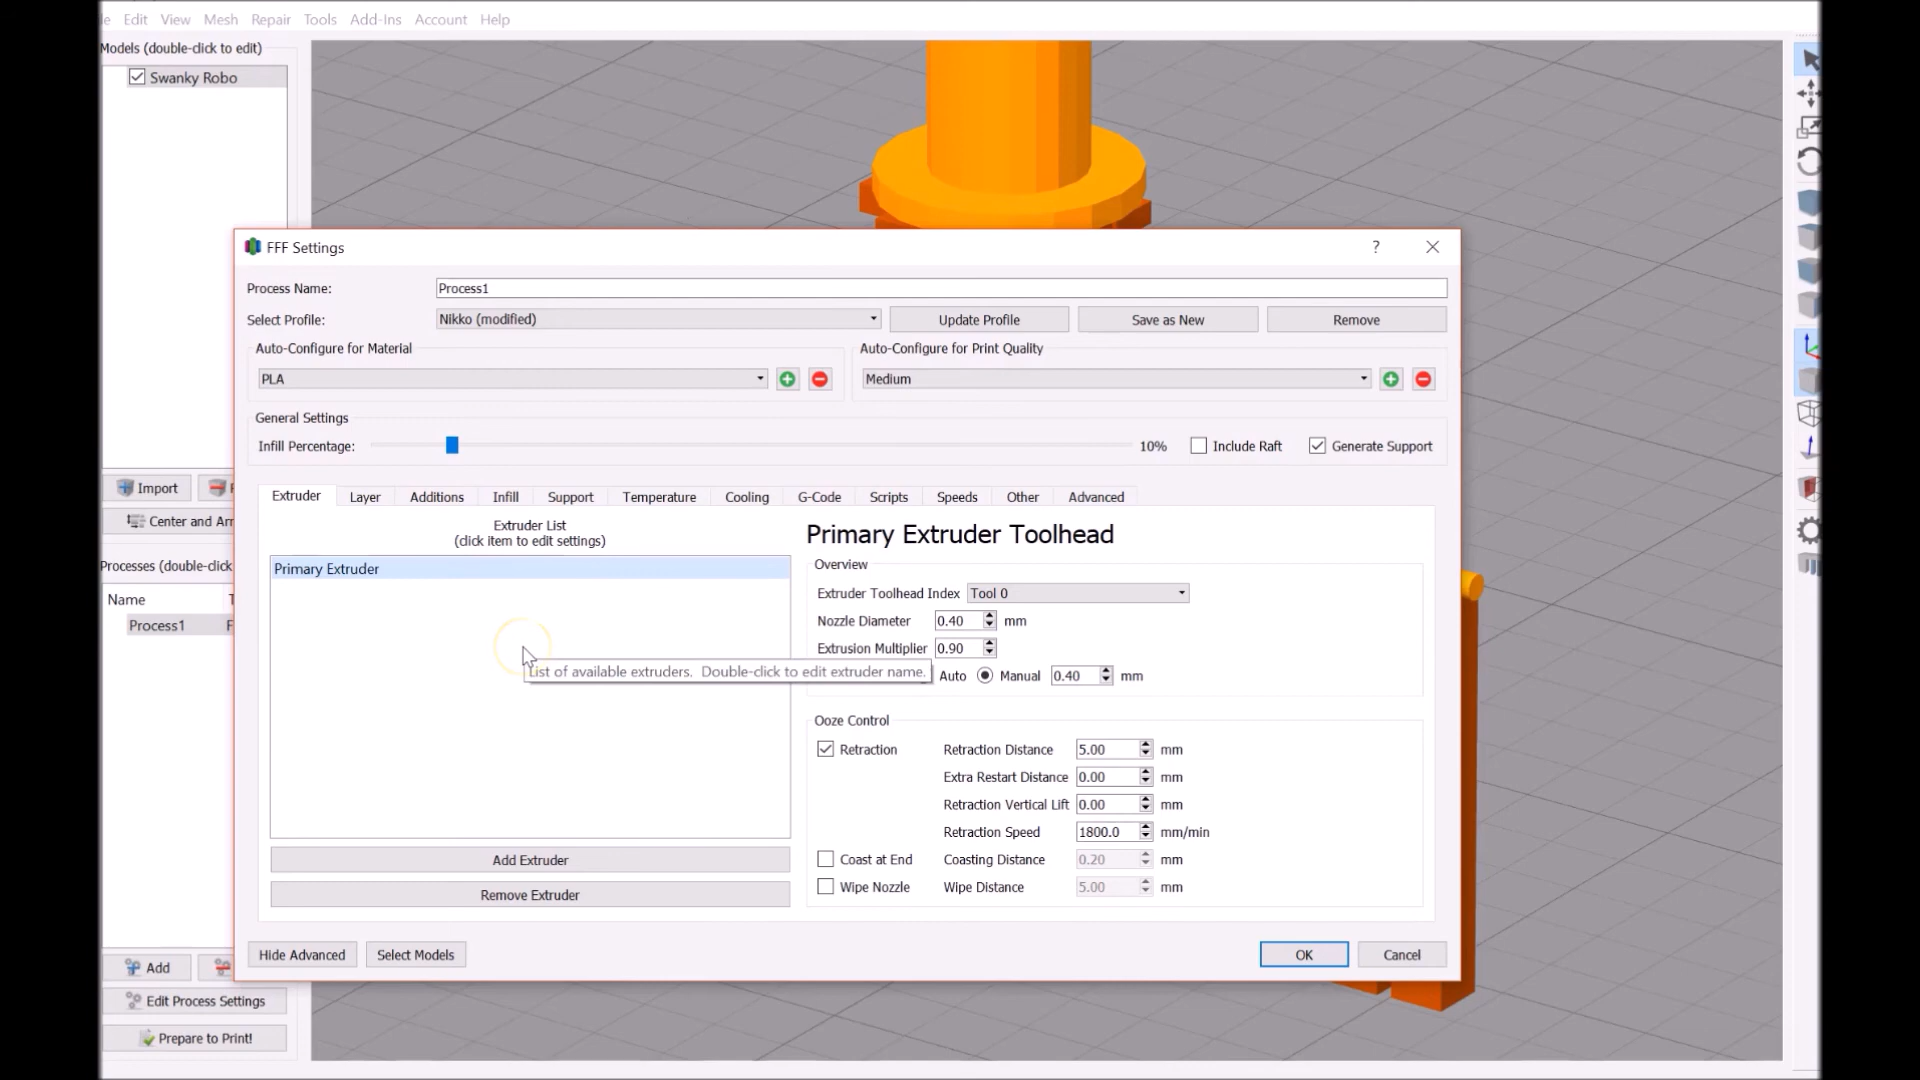 le Edit View Mesh Repair Tools Add-Ins Account Help
Models (double-click to edit)
Swanky Robo
FFF Settings
?
Process Name: Process1
Select Profile: Nikko (modified) Update Profile Save as New Remove
Auto-Configure for Material Auto-Configure for Print Quality
PLA Medium
General Settings
Infill Percentage: 10% Include Raft Generate Support
Import
Extruder Layer Additions Infill Support Temperature Cooling G-Code Scripts Speeds Other Advanced
Center and Arr
Extruder List
(click item to edit settings)
Primary Extruder Toolhead
Processes (double-click
Primary Extruder
Overview
Name T
Extruder Toolhead Index Tool 0
Process1 F
Nozzle Diameter 0.40 mm
Extrusion Multiplier 0.90
List of available extruders. Double-click to edit extruder name.
Auto Manual 0.40 mm
Ooze Control
Retraction Retraction Distance 5.00 mm
Extra Restart Distance 0.00 mm
Retraction Vertical Lift 0.00 mm
Retraction Speed 1800.0 mm/min
Add Extruder
Coast at End Coasting Distance 0.20 mm
Remove Extruder
Wipe Nozzle Wipe Distance 5.00 mm
Hide Advanced Select Models OK Cancel
Add
Edit Process Settings
Prepare to Print!